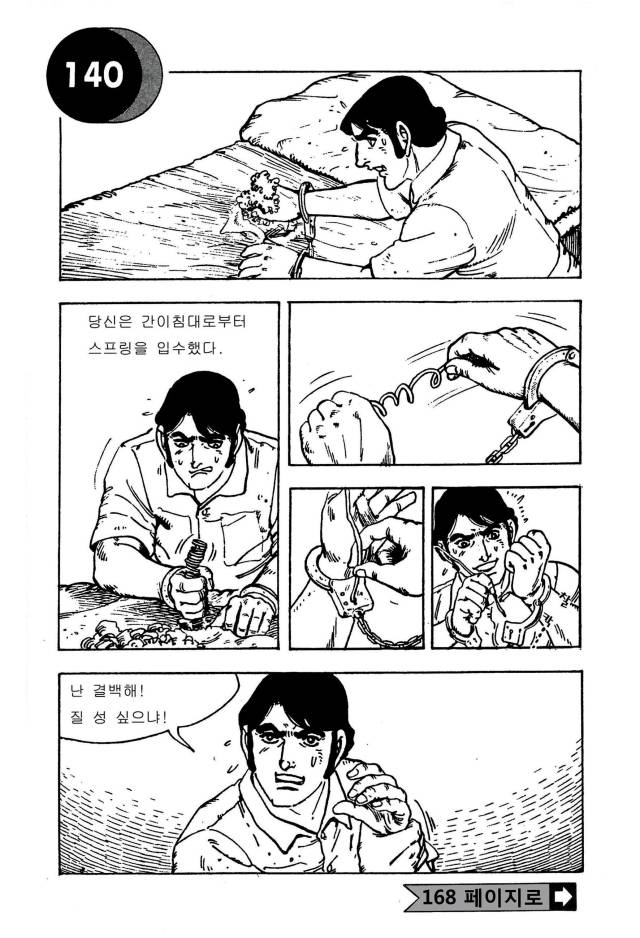 140
당신은 간이침대로부터
스프링을 입수했다.
난 결백해!
질 성 싶으냐!
168 페이지로